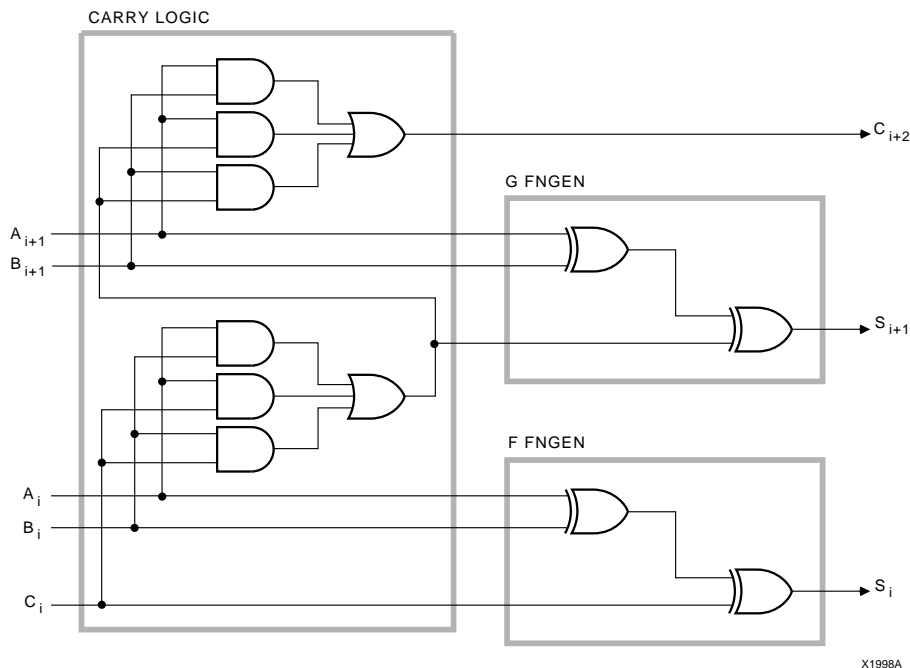 CARRY LOGIC
C i+2
G FNGEN
A i+1
B i+1
S i+1
F FNGEN
A i
B i
S i
C i
X1998A